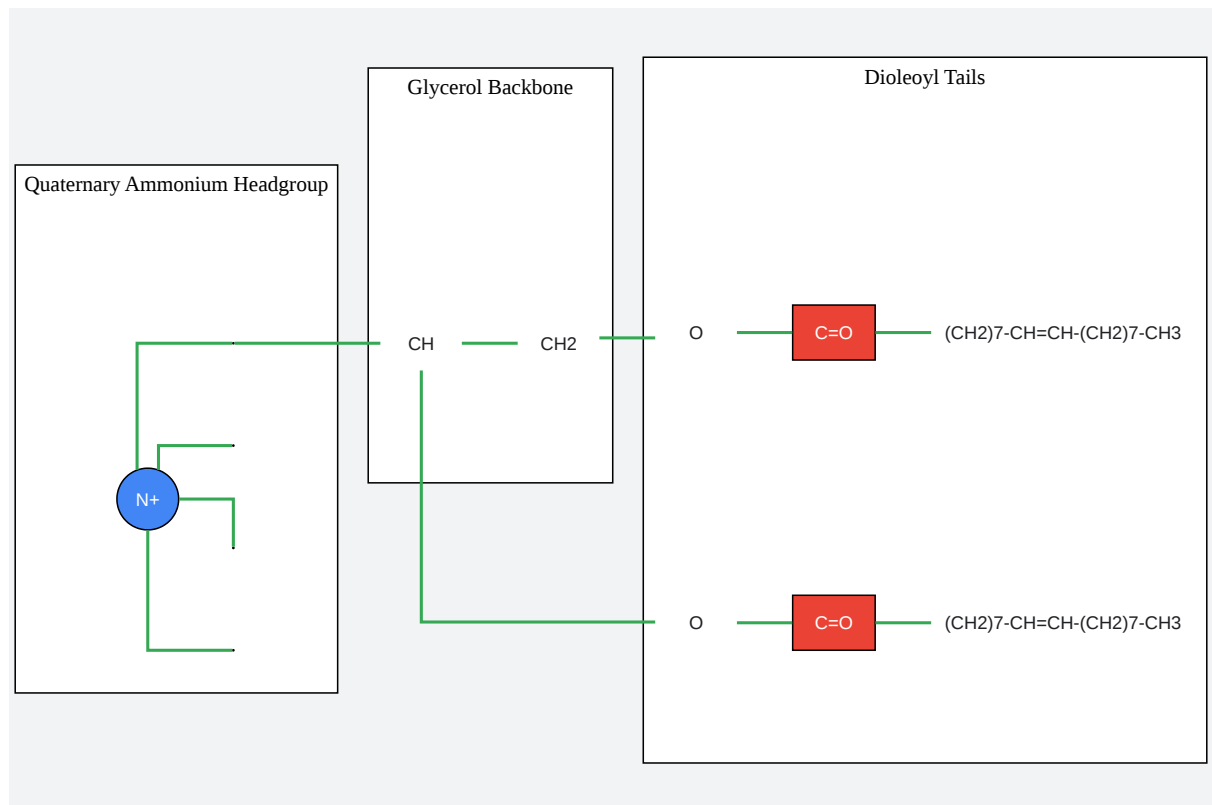 Dioleoyl Tails
Glycerol Backbone
Quaternary Ammonium Headgroup
O
C=O
(CH2)7-CH=CH-(CH2)7-CH3
CH
CH2
N+
O
C=O
(CH2)7-CH=CH-(CH2)7-CH3